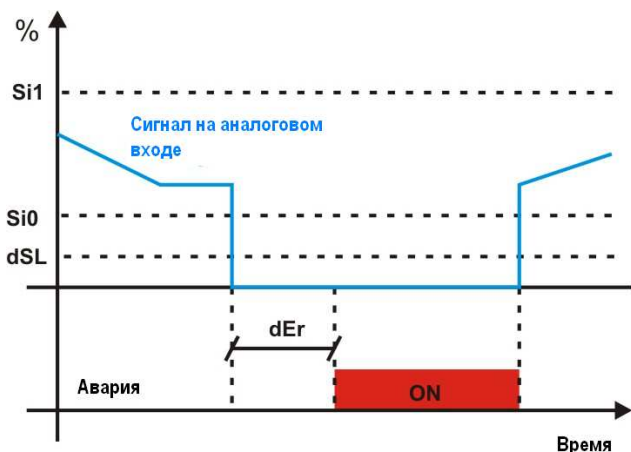 %
Si1
Сигнал на аналоговом
входе
Si0
dSL
dEr
Авария
ON
Время